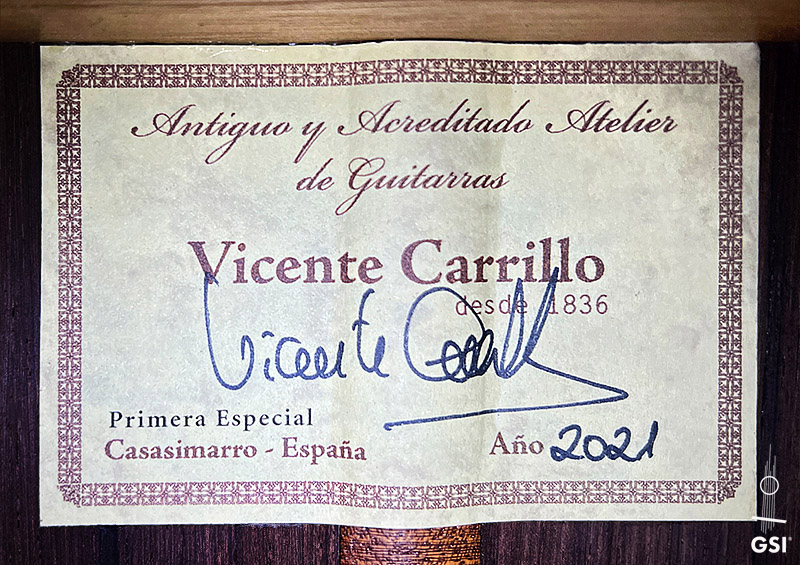 Antiguo y Acreditado Atelier
de Guitarras
Vicente Carrillo
desde 1836
Vicente Carrillo
Primera Especial
Casasimarro - España
Año 2021
GSI®